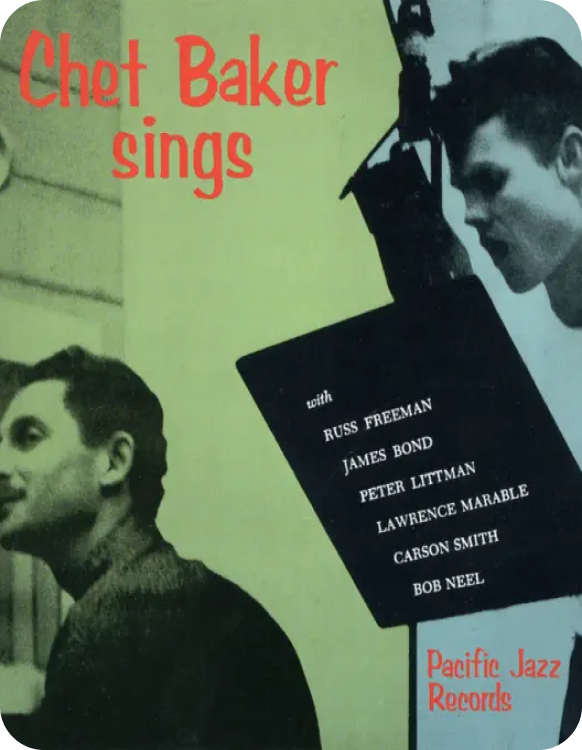 Chet Baker
sings
with
RUSS FREEMAN
JAMES BOND
PETER LITTMAN
LAWRENCE MARABLE
CARSON SMITH
BOB NEEL
Pacific Jazz
Records